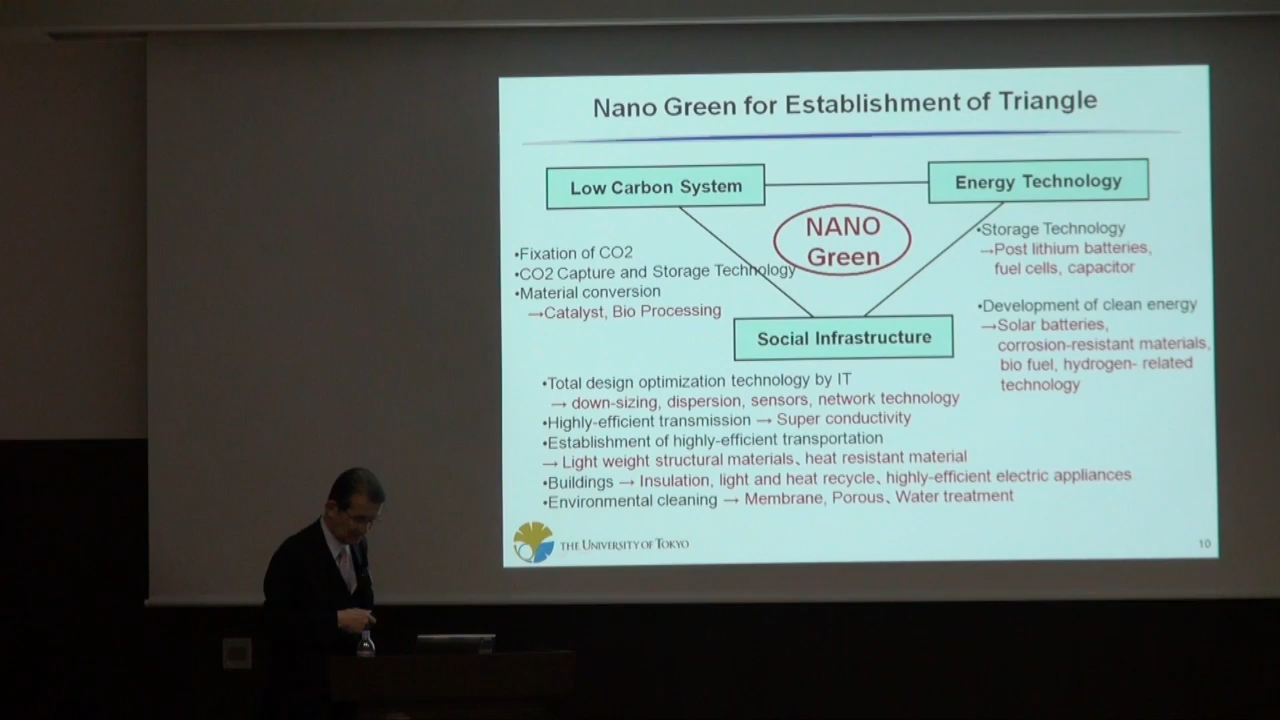 Nano Green for Establishment of Triangle
Low Carbon System
Energy Technology
NANO
Green
•Fixation of CO2
•CO2 Capture and Storage Technology
•Material conversion
→Catalyst, Bio Processing
•Storage Technology
→Post lithium batteries,
fuel cells, capacitor
•Development of clean energy
→Solar batteries,
corrosion-resistant materials,
bio fuel, hydrogen- related
technology
Social Infrastructure
•Total design optimization technology by IT
→ down-sizing, dispersion, sensors, network technology
•Highly-efficient transmission → Super conductivity
•Establishment of highly-efficient transportation
→ Light weight structural materials、heat resistant material
•Buildings → Insulation, light and heat recycle、highly-efficient electric appliances
•Environmental cleaning → Membrane, Porous、Water treatment
THE UNIVERSITY OF TOKYO
10